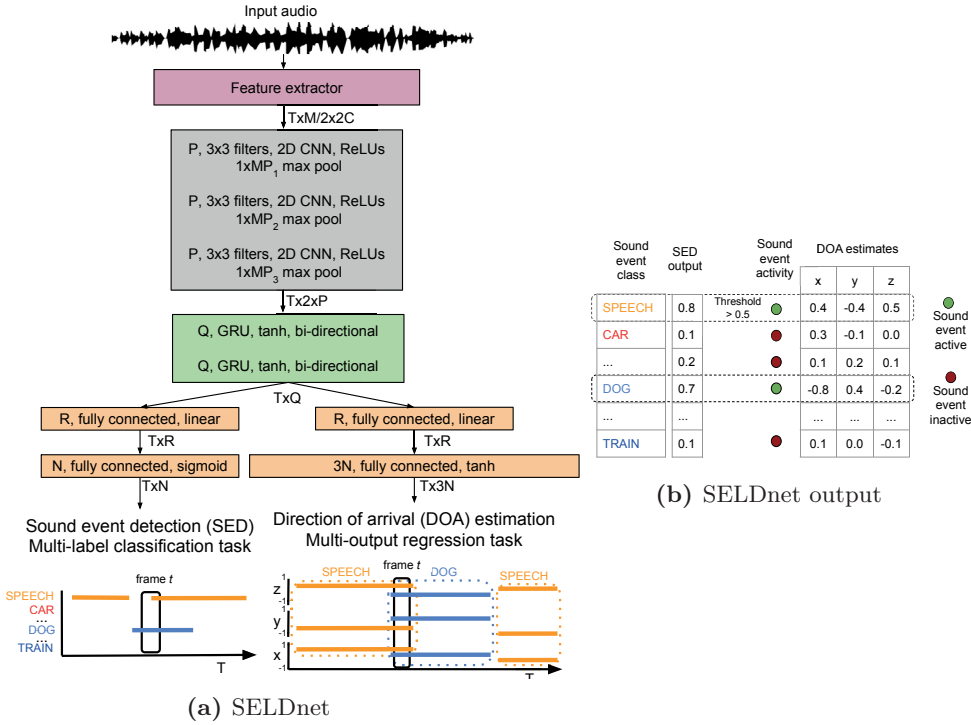 Input audio
Feature extractor
TxM/2x2C
P, 3x3 filters, 2D CNN, ReLUs
1xMP1 max pool
P, 3x3 filters, 2D CNN, ReLUs
1xMP2 max pool
P, 3x3 filters, 2D CNN, ReLUs
1xMP3 max pool
Tx2xP
Q, GRU, tanh, bi-directional
Q, GRU, tanh, bi-directional
TxQ
R, fully connected, linear
R, fully connected, linear
TxR
TxR
N, fully connected, sigmoid
3N, fully connected, tanh
TxN
Tx3N
Sound event detection (SED)
Multi-label classification task
Direction of arrival (DOA) estimation
Multi-output regression task
frame t
SPEECH
CAR
...
DOG
...
TRAIN
T
SPEECH
frame t
DOG
SPEECH
z
1
-1
y
1
-1
x
1
-1
T
(a) SELDnet
Sound event class
SED output
Sound event activity
DOA estimates
x y z
SPEECH 0.8 Threshold > 0.5 0.4 -0.4 0.5
CAR 0.1 0.3 -0.1 0.0
... 0.2 0.1 0.2 0.1
DOG 0.7 -0.8 0.4 -0.2
... ... ... ... ...
TRAIN 0.1 0.1 0.0 -0.1
Sound event active
Sound event inactive
(b) SELDnet output